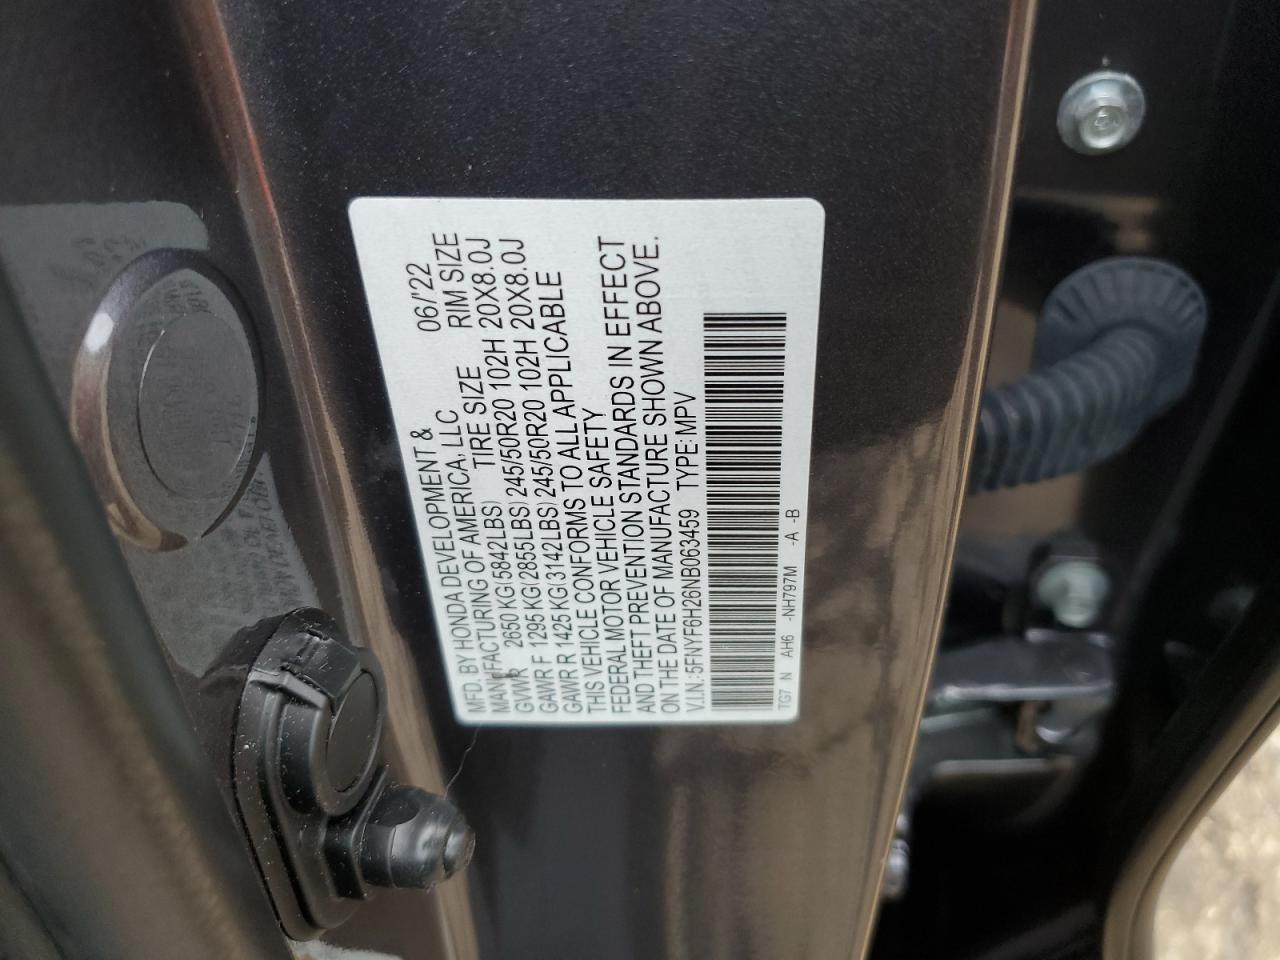 MFD. BY HONDA DEVELOPMENT &
MANUFACTURING OF AMERICA, LLC 06/'22
GVWR 2650 KG(5842LBS) TIRE SIZE RIM SIZE
GAWR F 1295 KG(2855LBS) 245/50R20 102H 20X8.0J
GAWR R 1425 KG(3142LBS) 245/50R20 102H 20X8.0J
THIS VEHICLE CONFORMS TO ALL APPLICABLE
FEDERAL MOTOR VEHICLE SAFETY
AND THEFT PREVENTION STANDARDS IN EFFECT
ON THE DATE OF MANUFACTURE SHOWN ABOVE.
V.I.N.: 5FNYF6H26NB063459 TYPE: MPV
TG7 N AH6 -NH797M -A -B